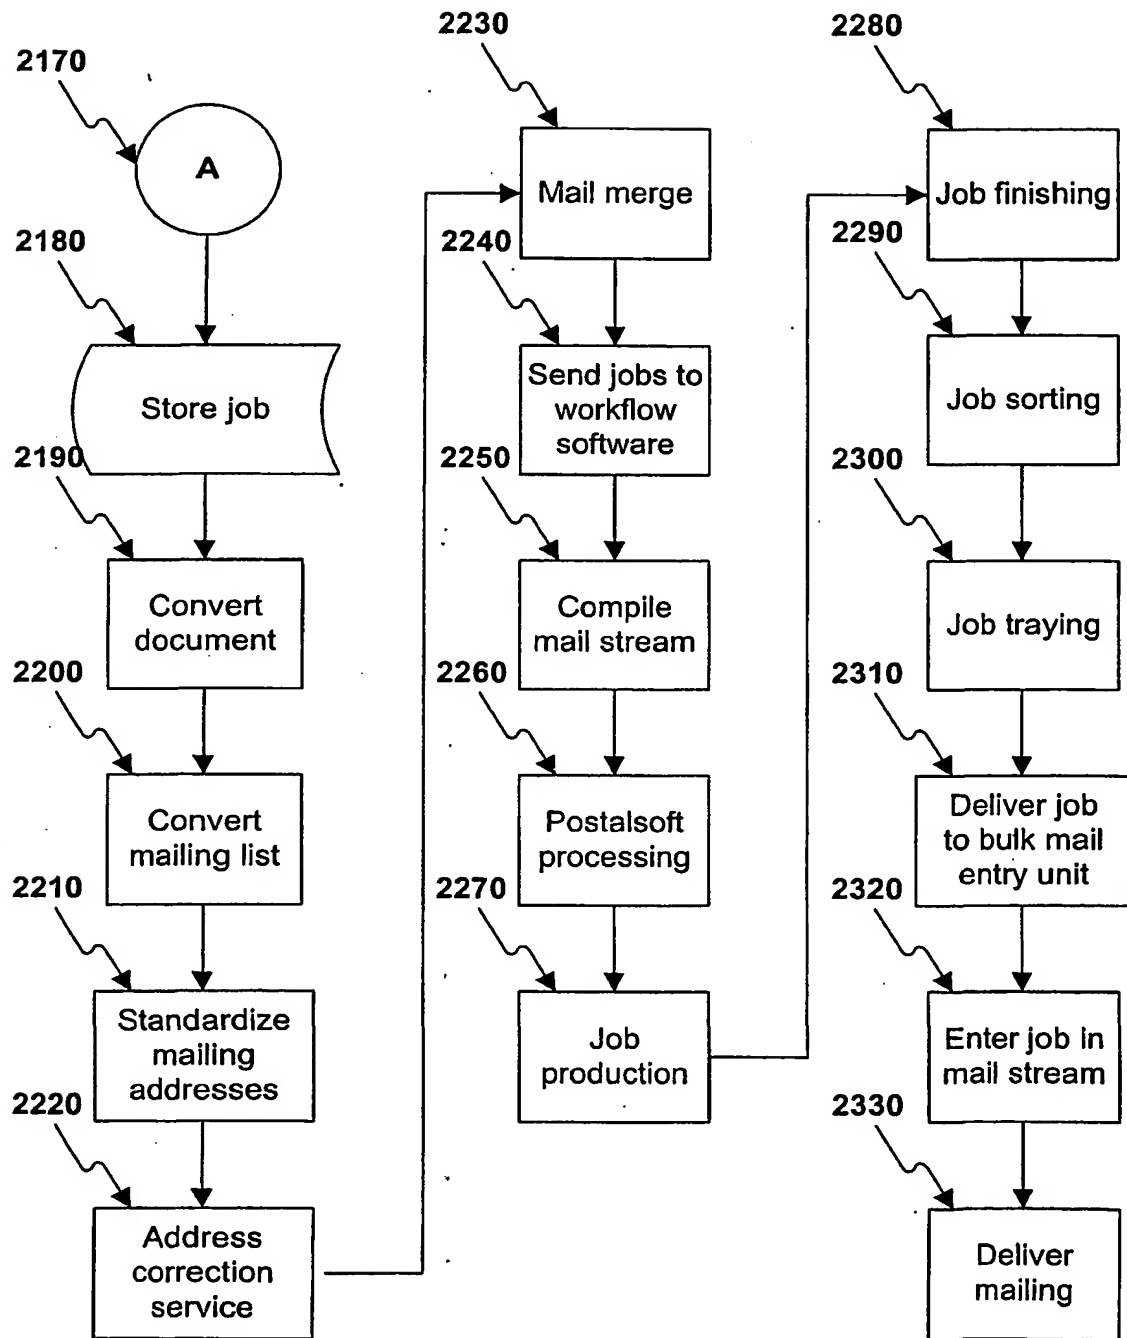 2170
A
2180
Store job
2190
Convert
document
2200
Convert
mailing list
2210
Standardize
mailing
addresses
2220
Address
correction
service
2230
Mail merge
2240
Send jobs to
workflow
software
2250
Compile
mail stream
2260
Postalsoft
processing
2270
Job
production
2280
Job finishing
2290
Job sorting
2300
Job traying
2310
Deliver job
to bulk mail
entry unit
2320
Enter job in
mail stream
2330
Deliver
mailing